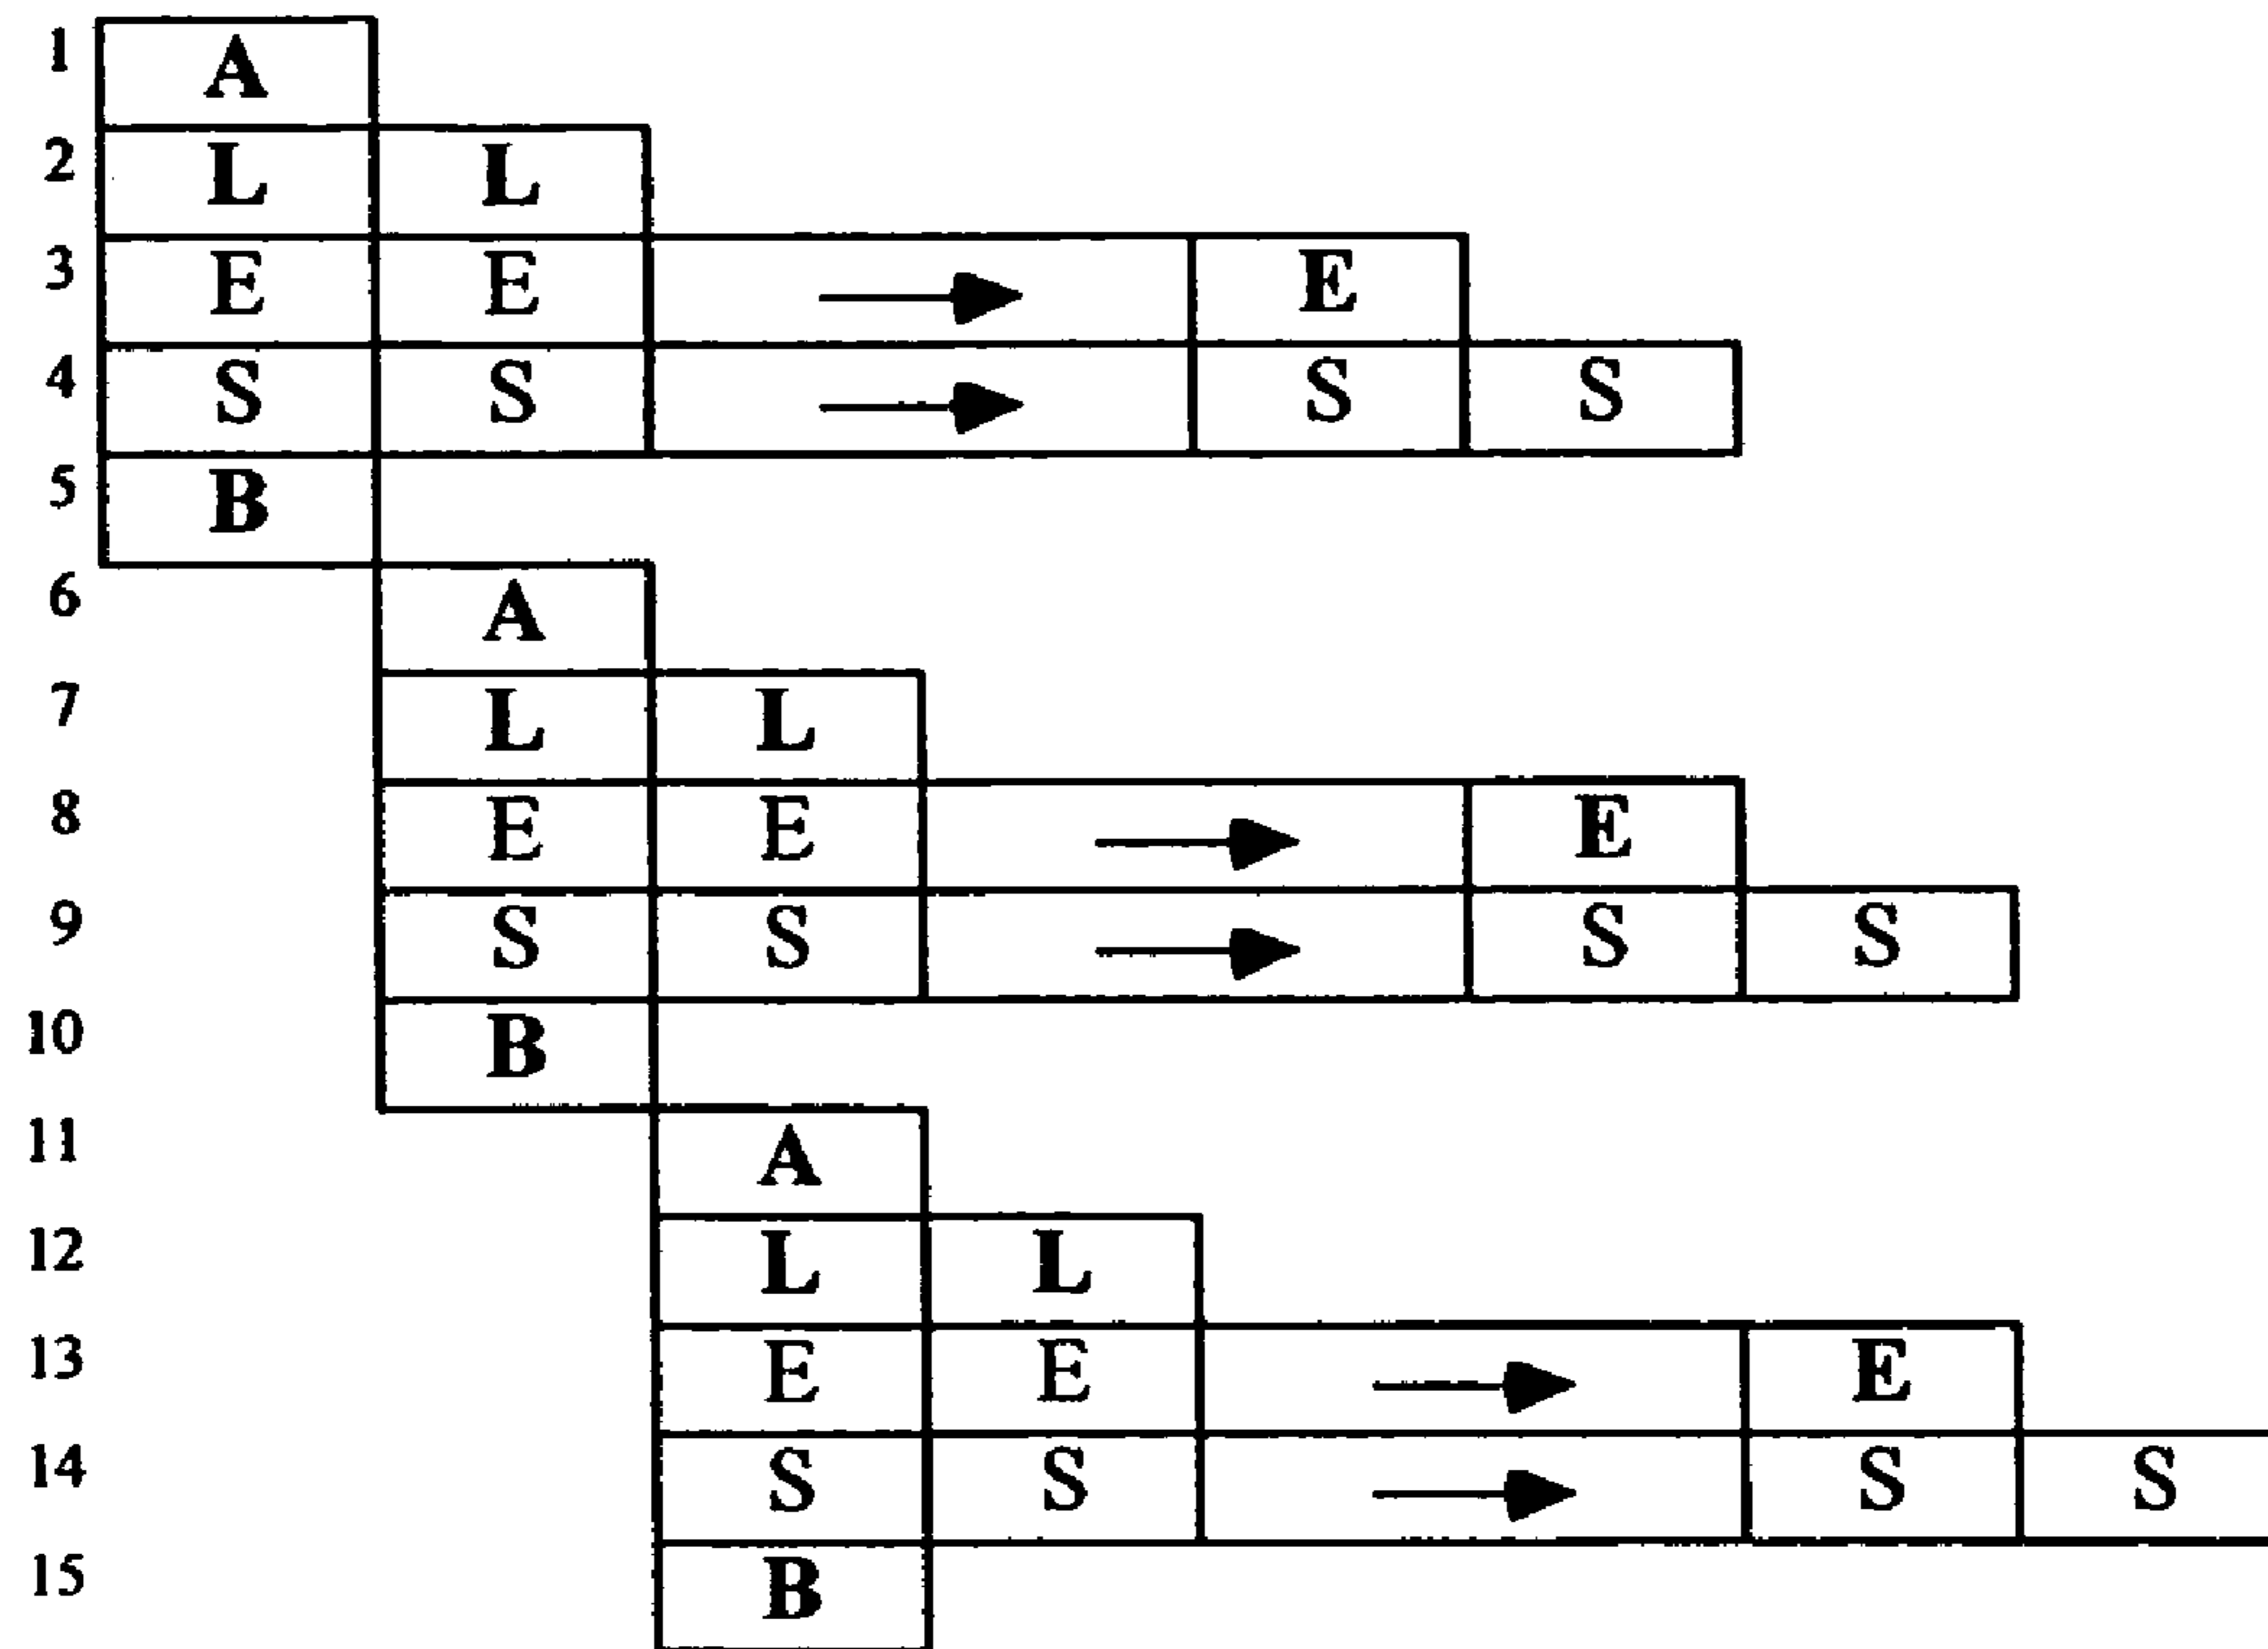 1 A
2 L L
3 E E E
4 S S S S
5 B
6 A
7 L L
8 E E E
9 S S S S
10 B
11 A
12 L L
13 E E E
14 S S S S
15 B